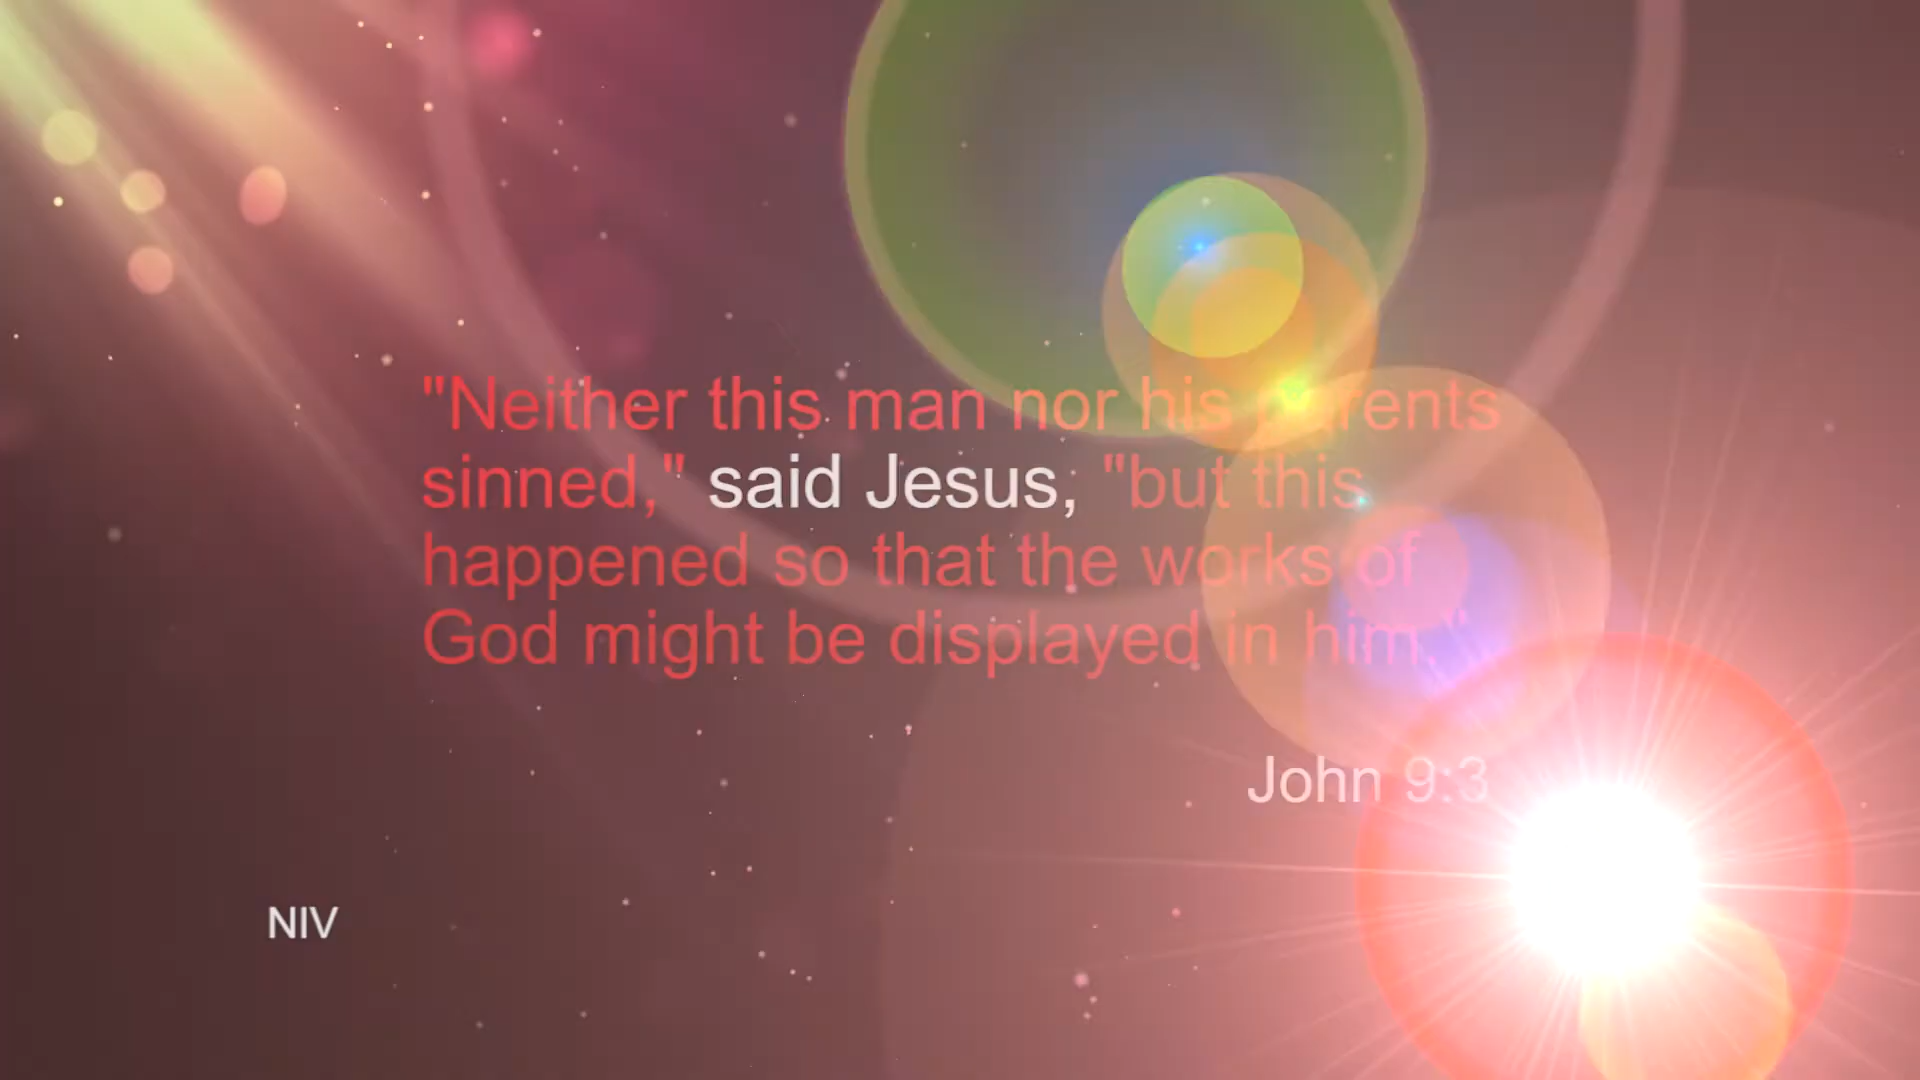 "Neither this man nor his parents
sinned," said Jesus, "but this
happened so that the works of
God might be displayed in him."
John 9:3
NIV